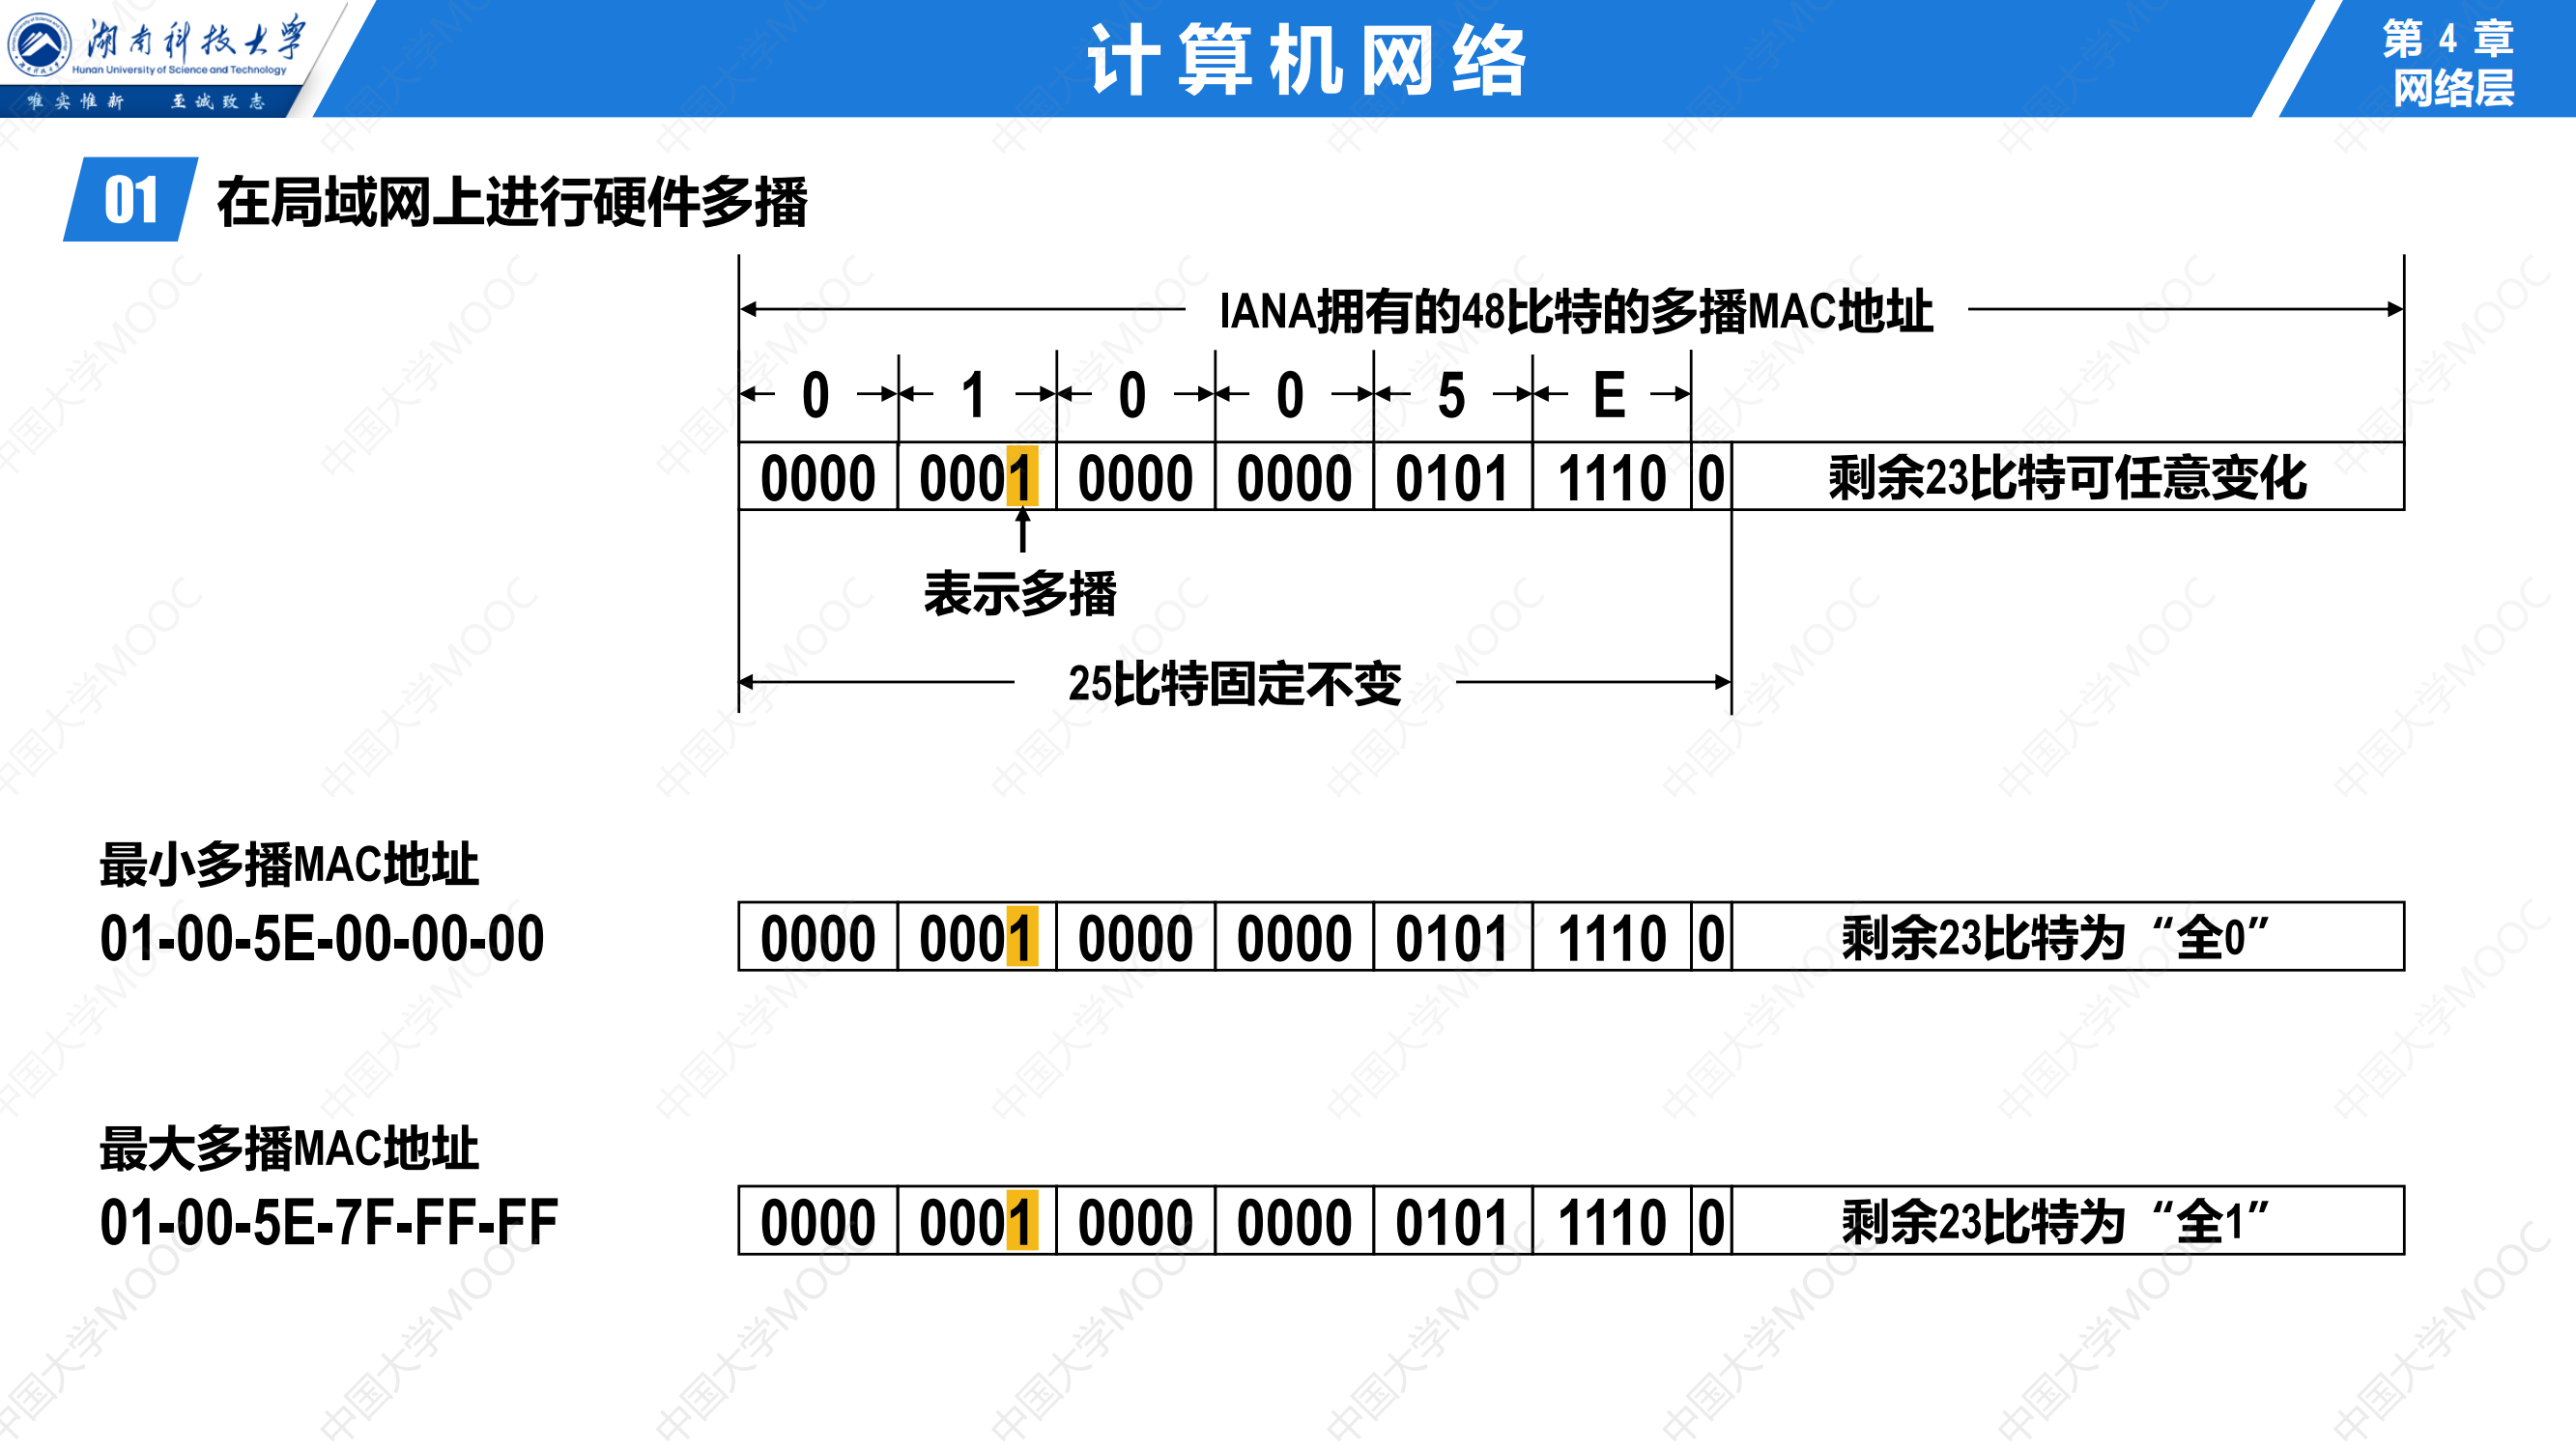 湖南科技大学
Hunan University of Science and Technology
唯实惟新 至诚致志
计算机网络
第 4 章
网络层
01 在局域网上进行硬件多播
IANA拥有的48比特的多播MAC地址
0 1 0 0 5 E
0000 0001 0000 0000 0101 1110 0 剩余23比特可任意变化
表示多播
25比特固定不变
最小多播MAC地址
01-00-5E-00-00-00
0000 0001 0000 0000 0101 1110 0 剩余23比特为“全0”
最大多播MAC地址
01-00-5E-7F-FF-FF
0000 0001 0000 0000 0101 1110 0 剩余23比特为“全1”
中国大学MOOC